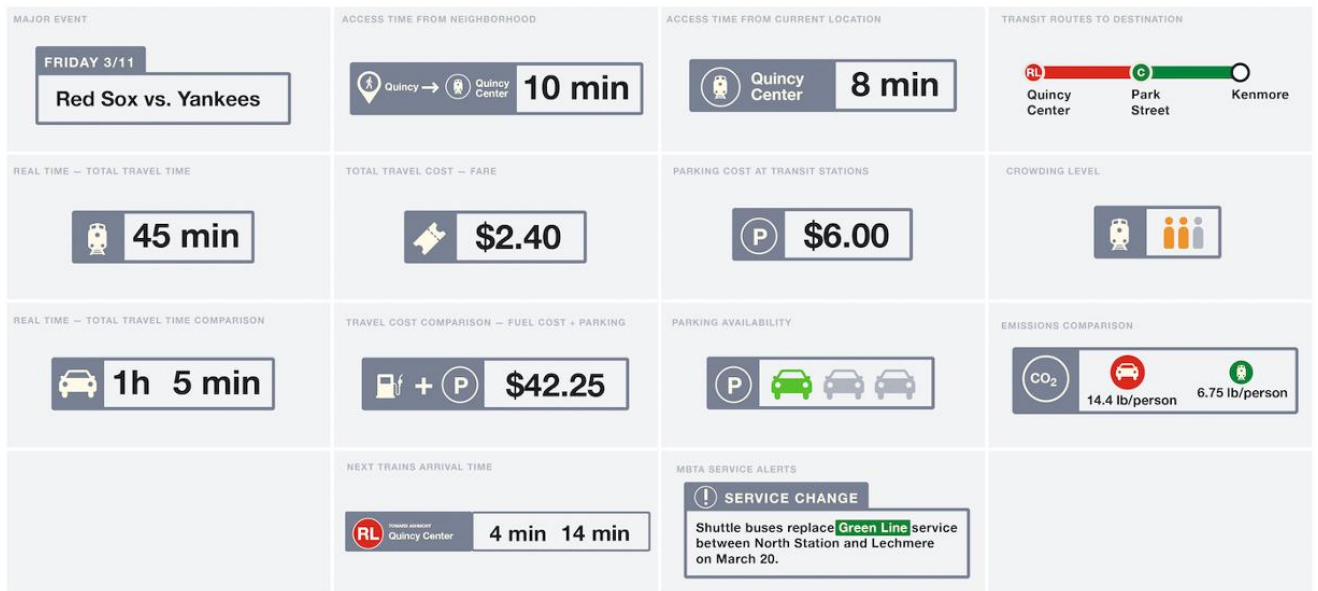 MAJOR EVENT
FRIDAY 3/11
Red Sox vs. Yankees
ACCESS TIME FROM NEIGHBORHOOD
Quincy → Quincy Center 10 min
ACCESS TIME FROM CURRENT LOCATION
Quincy Center 8 min
TRANSIT ROUTES TO DESTINATION
RL C
Quincy Center Park Street Kenmore
REAL TIME — TOTAL TRAVEL TIME
45 min
TOTAL TRAVEL COST — FARE
$2.40
PARKING COST AT TRANSIT STATIONS
P $6.00
CROWDING LEVEL
REAL TIME — TOTAL TRAVEL TIME COMPARISON
1h 5 min
TRAVEL COST COMPARISON — FUEL COST + PARKING
+ P $42.25
PARKING AVAILABILITY
P
EMISSIONS COMPARISON
CO₂
14.4 lb/person 6.75 lb/person
NEXT TRAINS ARRIVAL TIME
TOWARD ASHMONT
RL Quincy Center 4 min 14 min
MBTA SERVICE ALERTS
! SERVICE CHANGE
Shuttle buses replace Green Line service
between North Station and Lechmere
on March 20.